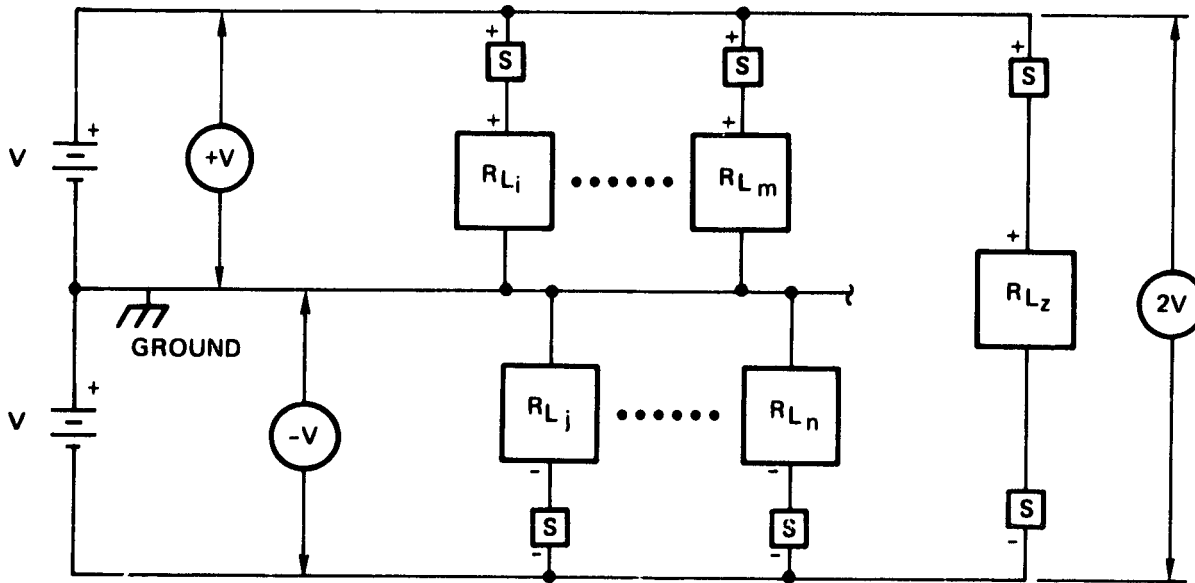 + + +
S S S
+ + +
V +V R_Li ...... R_Lm
+
R_Lz 2V
GROUND
+
V -V R_Lj ...... R_Ln
- -
S S S
- - -